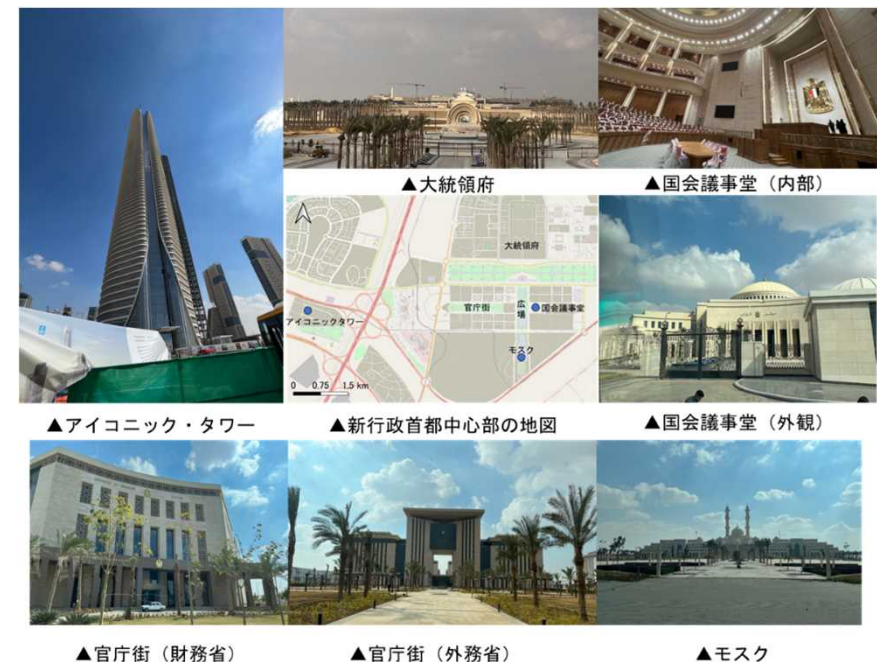 ▲大統領府
▲国会議事堂（内部）
大統領府
官庁街
広場
国会議事堂
アイコニックタワー
モスク
0 0.75 1.5 km
▲アイコニック・タワー
▲新行政首都中心部の地図
▲国会議事堂（外観）
▲官庁街（財務省）
▲官庁街（外務省）
▲モスク